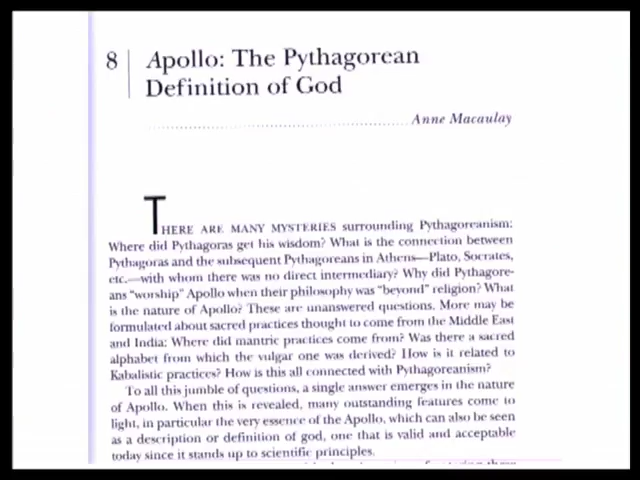 8 Apollo: The Pythagorean
Definition of God
Anne Macaulay
THERE ARE MANY MYSTERIES surrounding Pythagoreanism:
Where did Pythagoras get his wisdom? What is the connection between
Pythagoras and the subsequent Pythagoreans in Athens—Plato, Socrates,
etc.—with whom there was no direct intermediary? Why did Pythagore-
ans "worship" Apollo when their philosophy was "beyond" religion? What
is the nature of Apollo? These are unanswered questions. More may be
formulated about sacred practices thought to come from the Middle East
and India: Where did mantric practices come from? Was there a sacred
alphabet from which the vulgar one was derived? How is it related to
Kabalistic practices? How is this all connected with Pythagoreanism?
To all this jumble of questions, a single answer emerges in the nature
of Apollo. When this is revealed, many outstanding features come to
light, in particular the very essence of the Apollo, which can also be seen
as a description or definition of god, one that is valid and acceptable
today since it stands up to scientific principles.